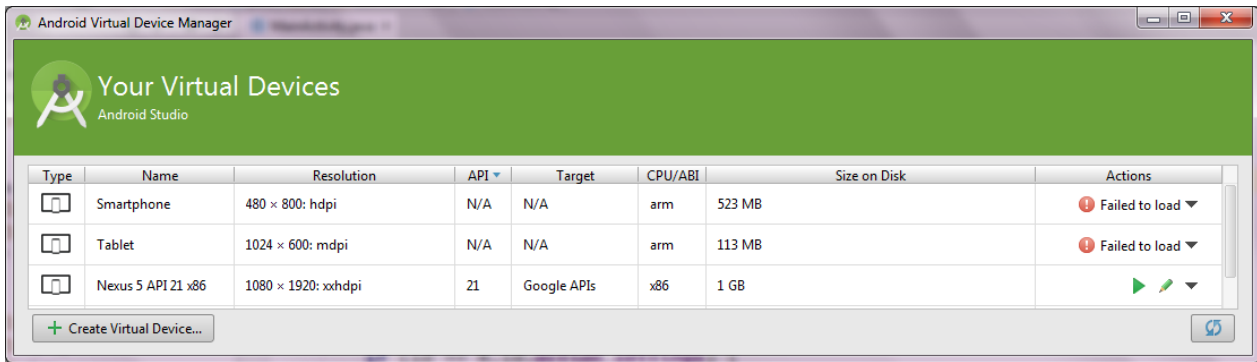 Android Virtual Device Manager
Your Virtual Devices
Android Studio
Type Name Resolution API Target CPU/ABI Size on Disk Actions
Smartphone 480 × 800: hdpi N/A N/A arm 523 MB Failed to load
Tablet 1024 × 600: mdpi N/A N/A arm 113 MB Failed to load
Nexus 5 API 21 x86 1080 × 1920: xxhdpi 21 Google APIs x86 1 GB
Create Virtual Device...